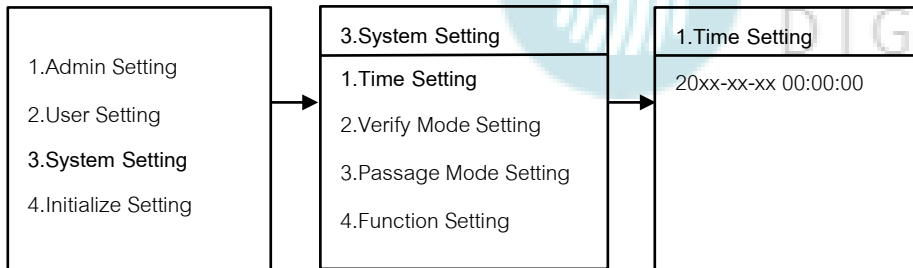 1.Admin Setting
2.User Setting
3.System Setting
4.Initialize Setting
3.System Setting
1.Time Setting
2.Verify Mode Setting
3.Passage Mode Setting
4.Function Setting
1.Time Setting
20xx-xx-xx 00:00:00
DIG